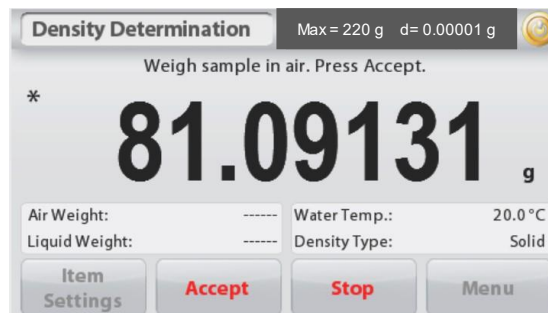 Density Determination Max = 220 g d= 0.00001 g
Weigh sample in air. Press Accept.
*
81.09131 g
Air Weight: ------ Water Temp.: 20.0°C
Liquid Weight: ------ Density Type: Solid
Item Settings Accept Stop Menu